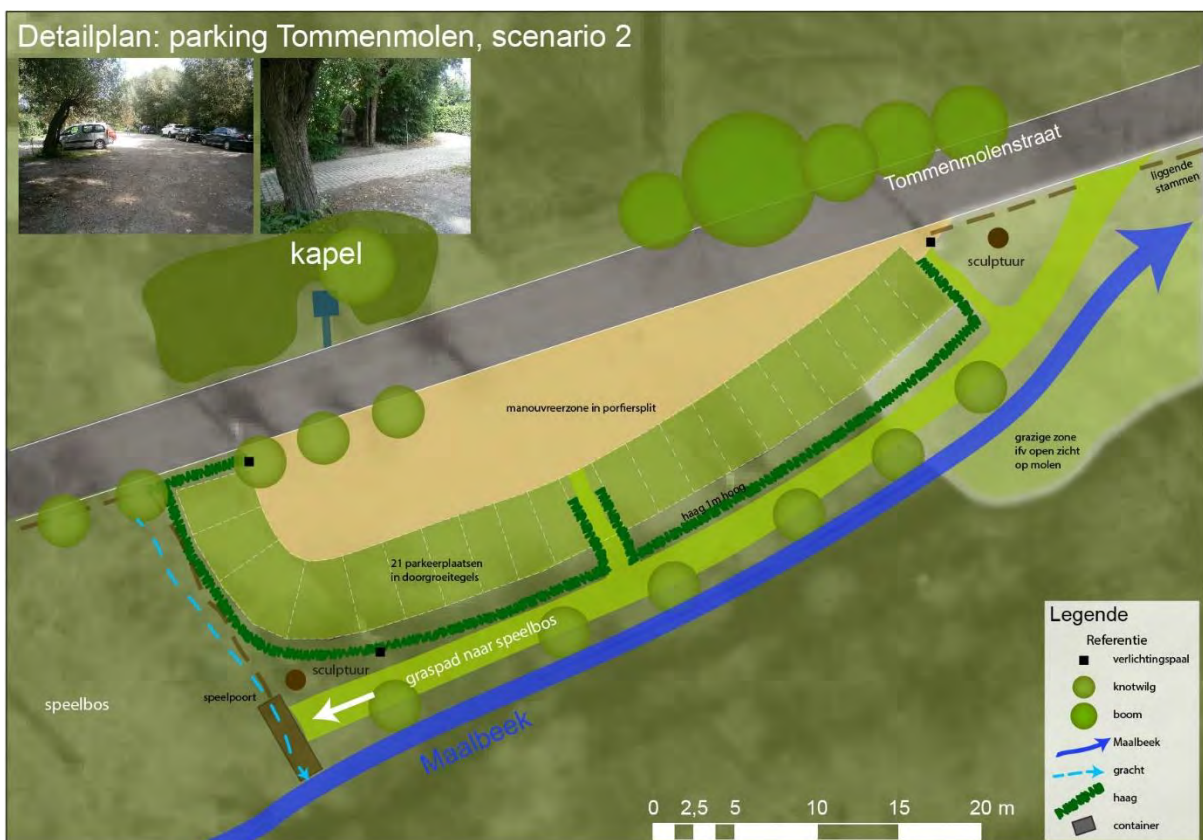 Detailplan: parking Tommenmolen, scenario 2
Tommenmolenstraat
liggende
stammen
kapel
sculptuur
manouvreerzone in porfiersplit
grazige zone
ifv open zicht
op molen
haag 1m hoog
21 parkeerplaatsen
in doorgroeitegels
graspad naar speelbos
sculptuur
speelpoort
speelbos
Maalbeek
Legende
Referentie
verlichtingspaal
knotwilg
boom
Maalbeek
gracht
haag
container
0 2,5 5 10 15 20 m